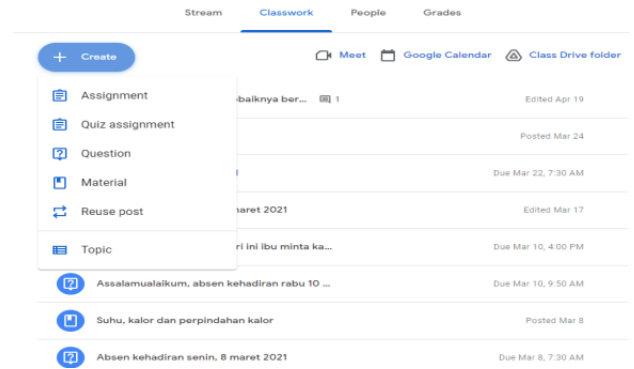 Stream Classwork People Grades
Create Meet Google Calendar Class Drive folder
Assignment
baiknya ber... 1 Edited Apr 19
Quiz assignment
Posted Mar 24
Question
Material
Due Mar 22, 7:30 AM
Reuse post
maret 2021 Edited Mar 17
Topic
ri ini ibu minta ka... Due Mar 10, 4:00 PM
Assalamualaikum, absen kehadiran rabu 10 ... Due Mar 10, 9:50 AM
Suhu, kalor dan perpindahan kalor Posted Mar 8
Absen kehadiran senin, 8 maret 2021 Due Mar 8, 7:30 AM